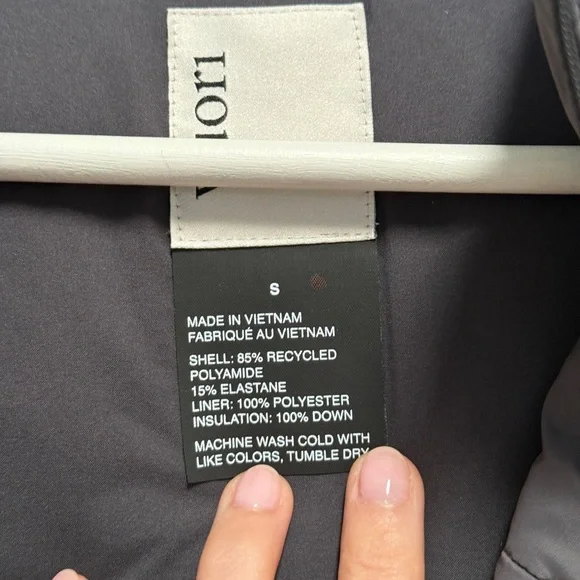 S
MADE IN VIETNAM
FABRIQUÉ AU VIETNAM
SHELL: 85% RECYCLED
POLYAMIDE
15% ELASTANE
LINER: 100% POLYESTER
INSULATION: 100% DOWN
MACHINE WASH COLD WITH
LIKE COLORS, TUMBLE DRY